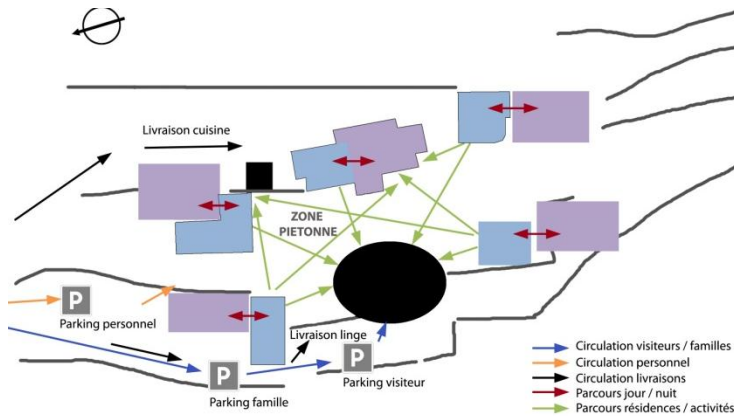 Livraison cuisine
ZONE
PIETONNE
P
Parking personnel
Livraison linge
P
Parking visiteur
P
Parking famille
Circulation visiteurs / familles
Circulation personnel
Circulation livraisons
Parcours jour / nuit
Parcours résidences / activités